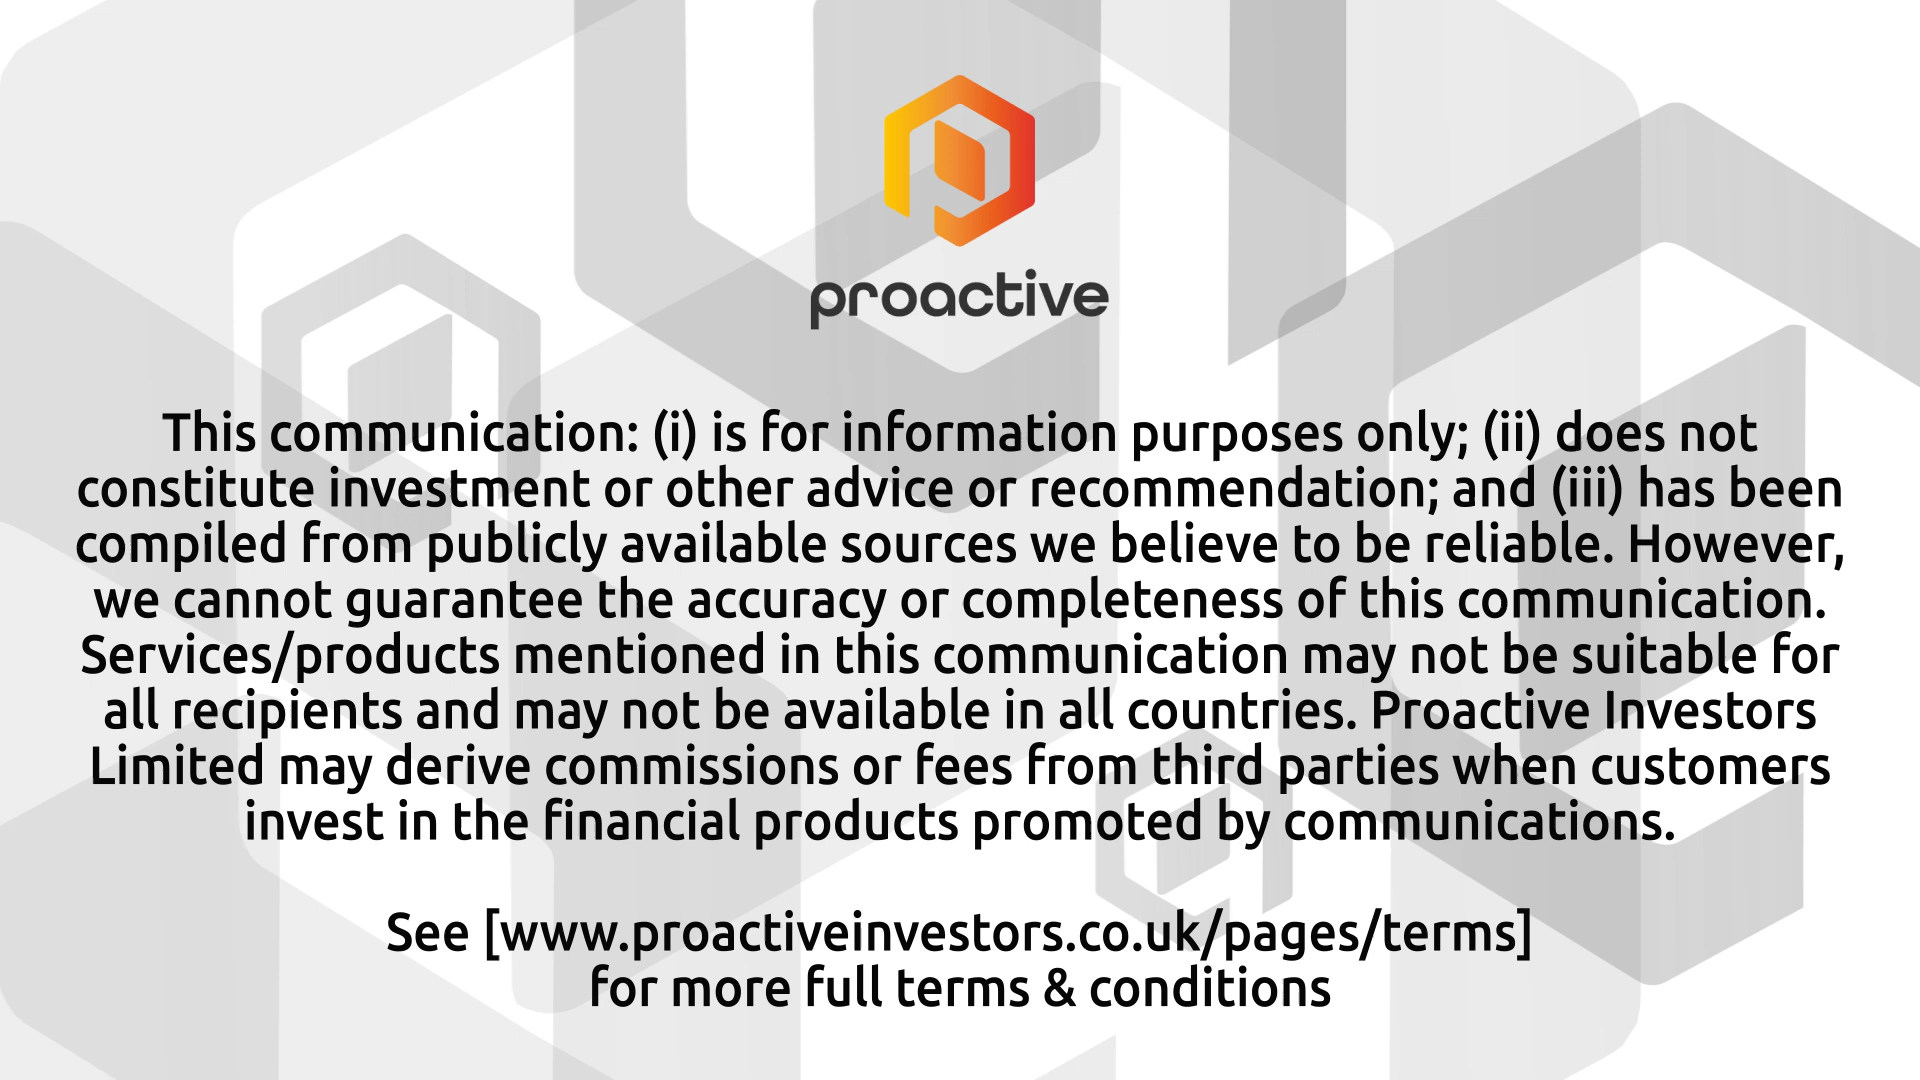 proactive
This communication: (i) is for information purposes only; (ii) does not
constitute investment or other advice or recommendation; and (iii) has been
compiled from publicly available sources we believe to be reliable. However,
we cannot guarantee the accuracy or completeness of this communication.
Services/products mentioned in this communication may not be suitable for
all recipients and may not be available in all countries. Proactive Investors
Limited may derive commissions or fees from third parties when customers
invest in the financial products promoted by communications.
See [www.proactiveinvestors.co.uk/pages/terms]
for more full terms & conditions